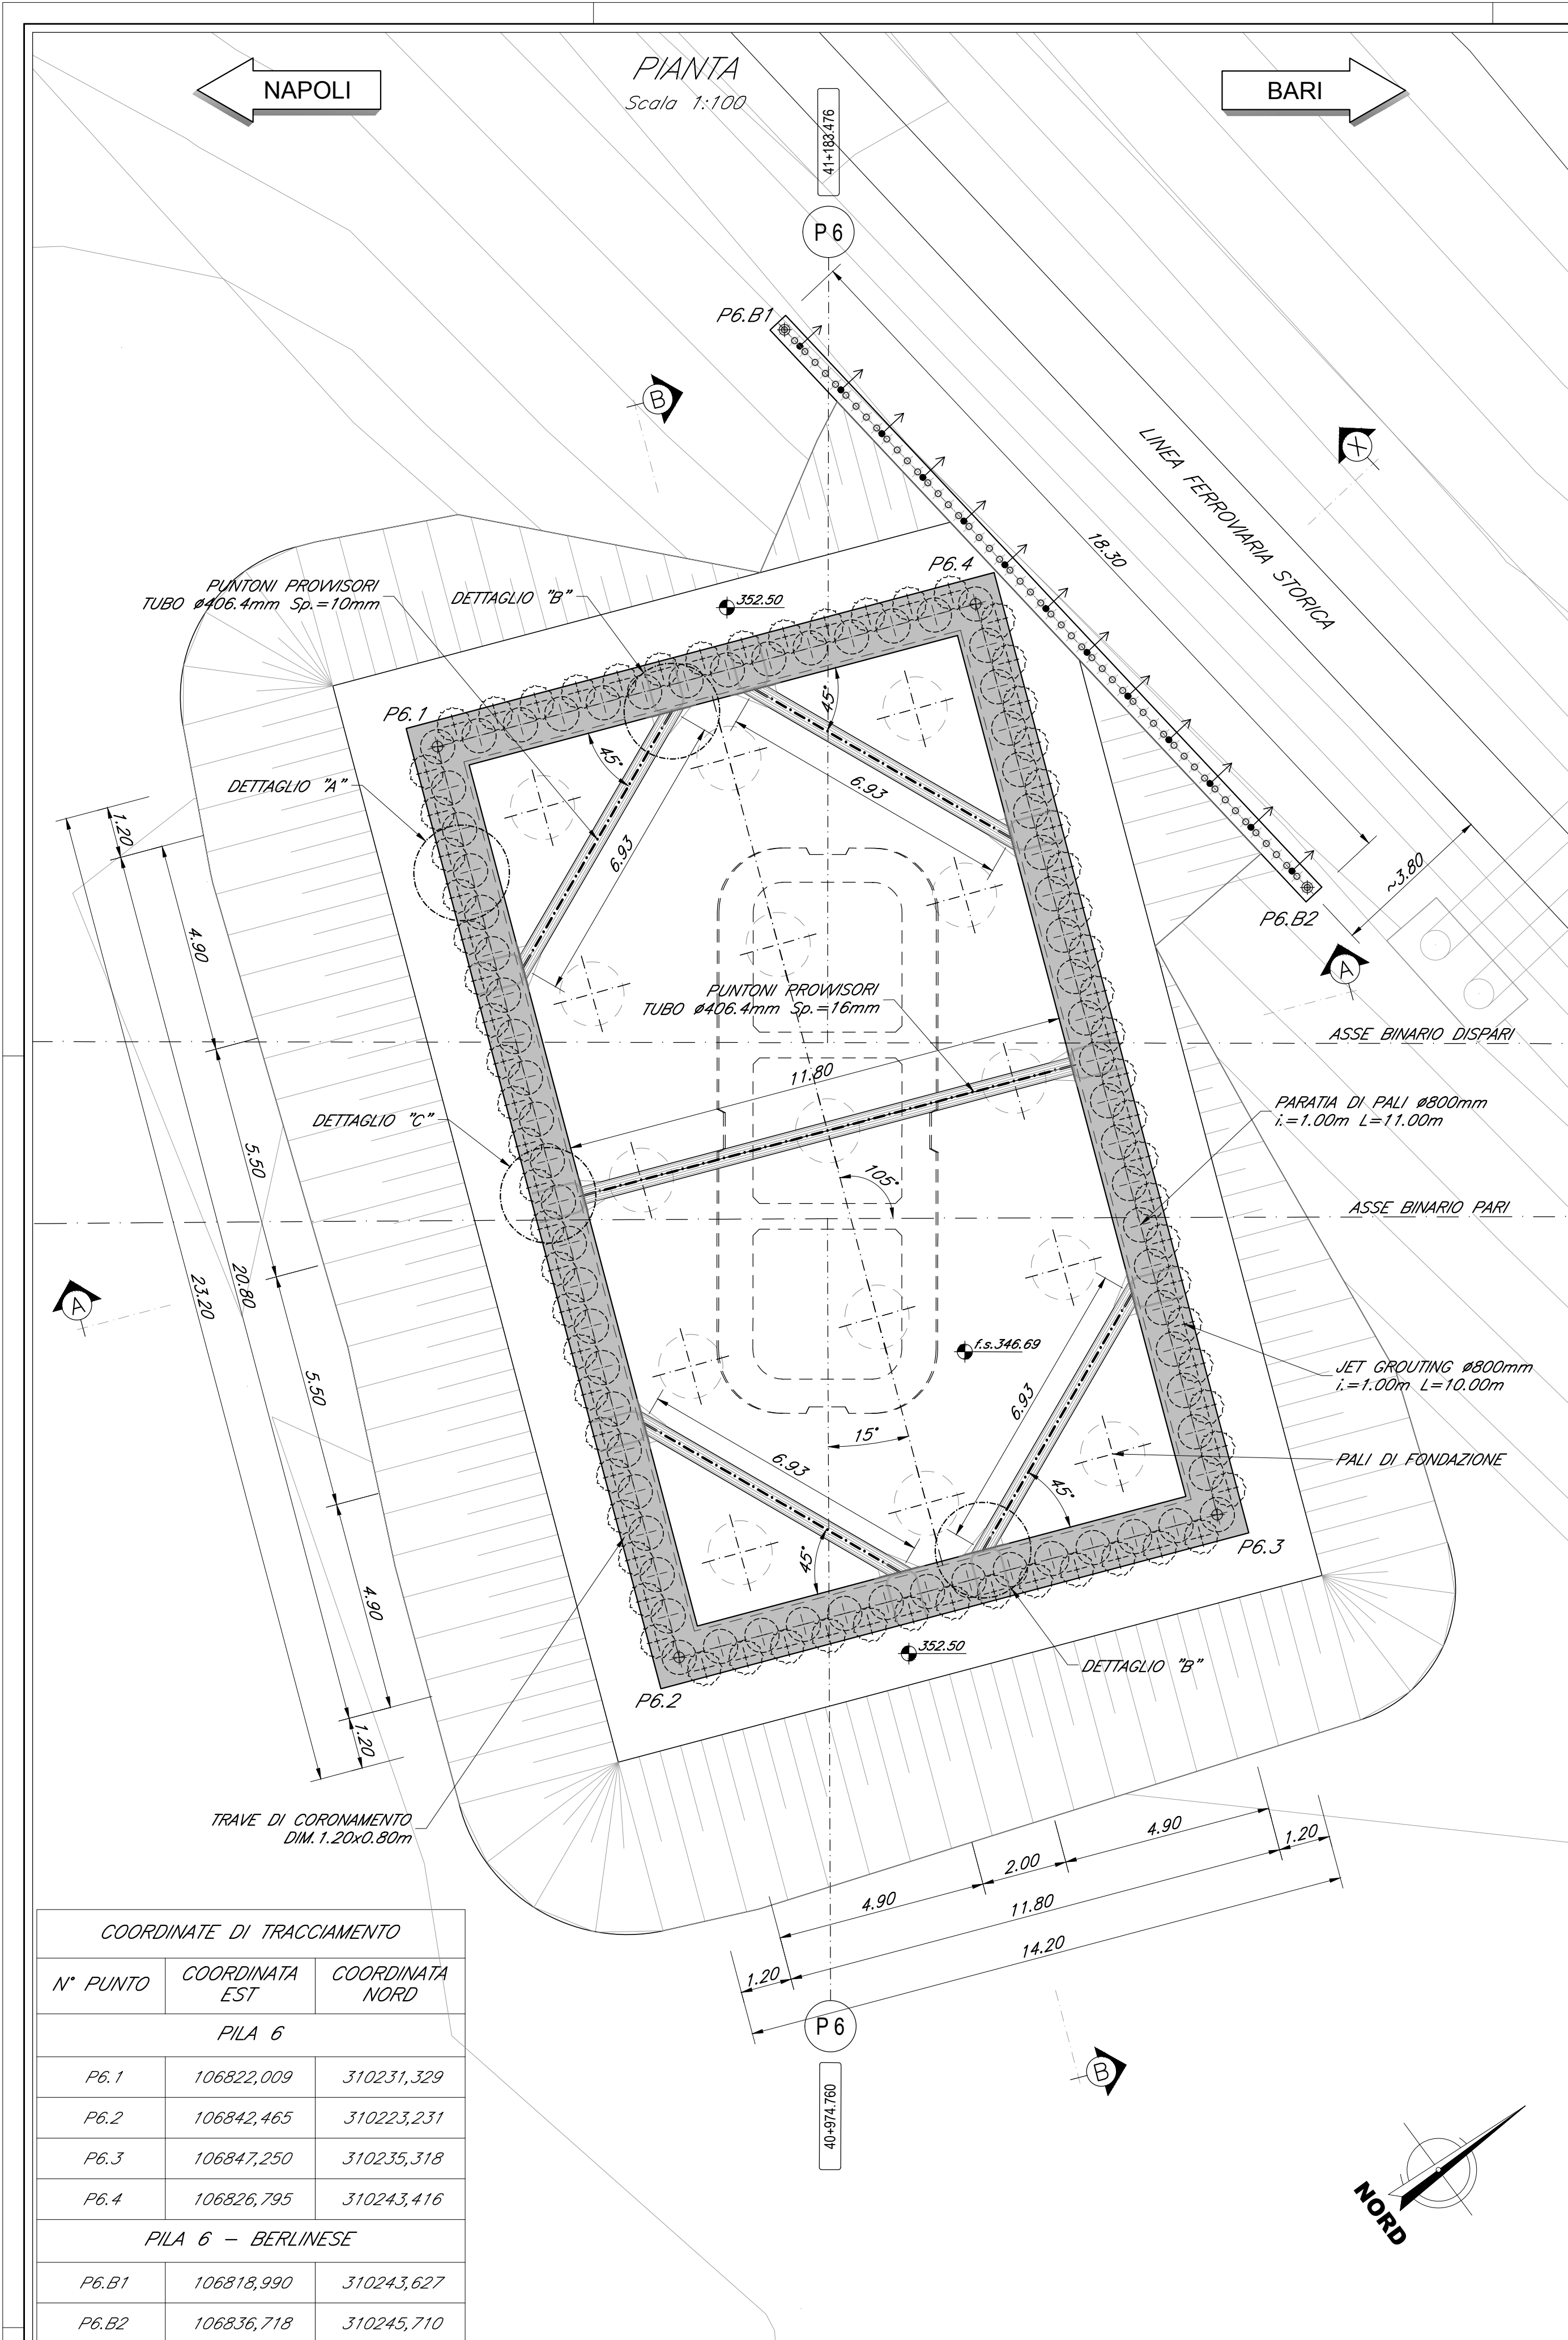 NAPOLI
PIANTA
Scala 1:100
BARI
41+183.476
P 6
P6.B1
B
LINEA FERROVIARIA STORICA
X
18.30
P6.4
PUNTONI PROVVISORI
TUBO ø406.4mm Sp.=10mm
DETTAGLIO "B"
352.50
P6.1
45°
45°
DETTAGLIO "A"
6.93
6.93
1.20
~3.80
P6.B2
4.90
A
PUNTONI PROVVISORI
TUBO ø406.4mm Sp.=16mm
ASSE BINARIO DISPARI
11.80
PARATIA DI PALI ø800mm
i.=1.00m L=11.00m
DETTAGLIO "C"
5.50
105°
ASSE BINARIO PARI
A
23.20
20.80
5.50
f.s.346.69
JET GROUTING ø800mm
i.=1.00m L=10.00m
6.93
15°
6.93
PALI DI FONDAZIONE
45°
45°
P6.3
4.90
352.50
DETTAGLIO "B"
P6.2
1.20
TRAVE DI CORONAMENTO
DIM.1.20x0.80m
4.90
1.20
2.00
4.90
11.80
14.20
1.20
P 6
B
40+974.760
NORD
COORDINATE DI TRACCIAMENTO
N° PUNTO COORDINATA EST COORDINATA NORD
PILA 6
P6.1 106822,009 310231,329
P6.2 106842,465 310223,231
P6.3 106847,250 310235,318
P6.4 106826,795 310243,416
PILA 6 – BERLINESE
P6.B1 106818,990 310243,627
P6.B2 106836,718 310245,710